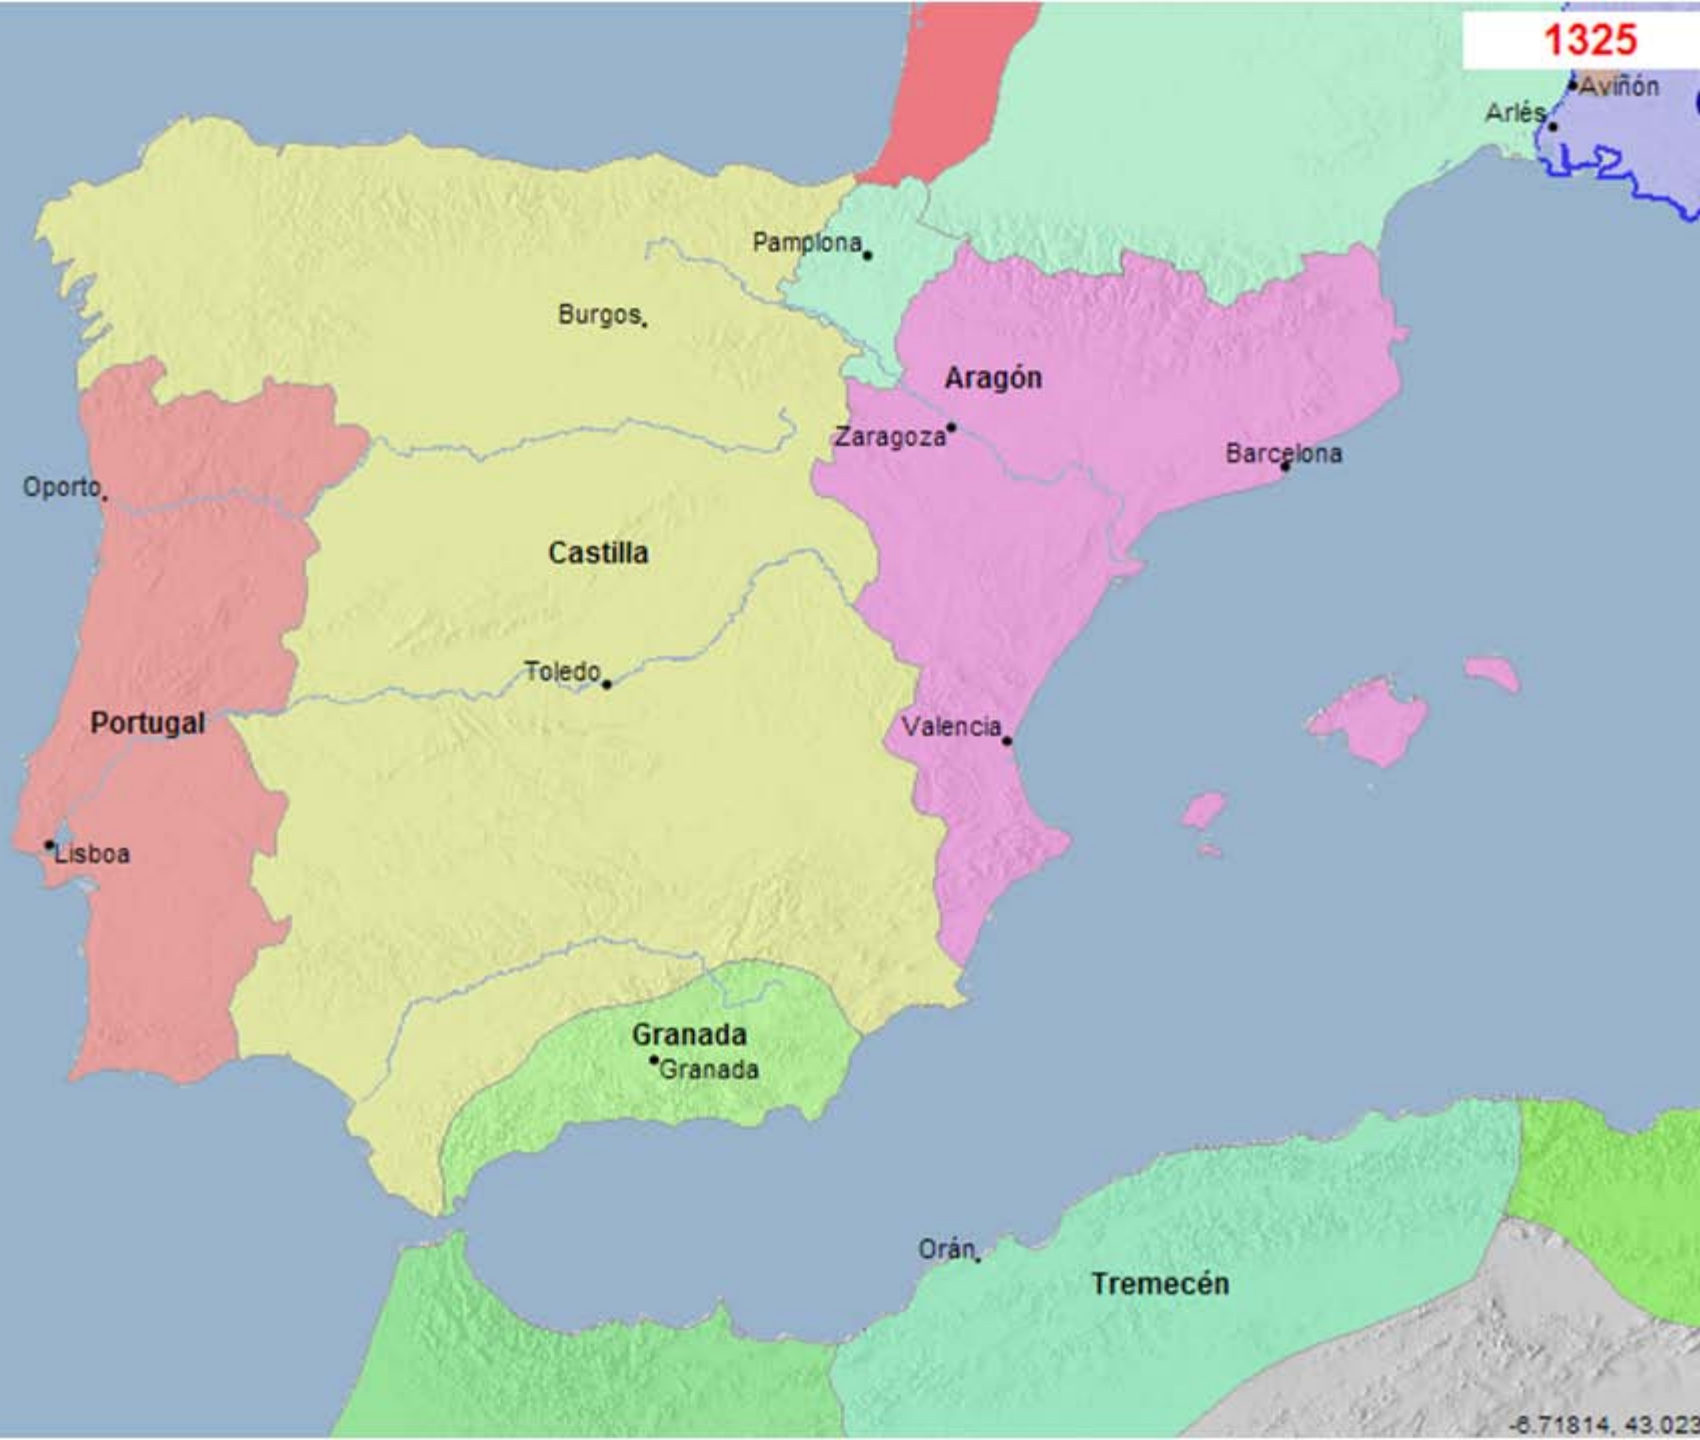 1325
Aviñón
Arlés
Pamplona
Burgos
Aragón
Zaragoza
Barcelona
Oporto
Castilla
Toledo
Portugal
Valencia
Lisboa
Granada
Granada
Orán
Tremecén
-6.71814, 43.023